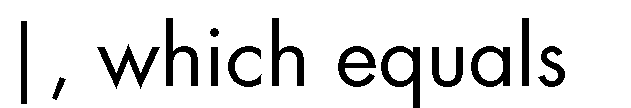 |, which equals